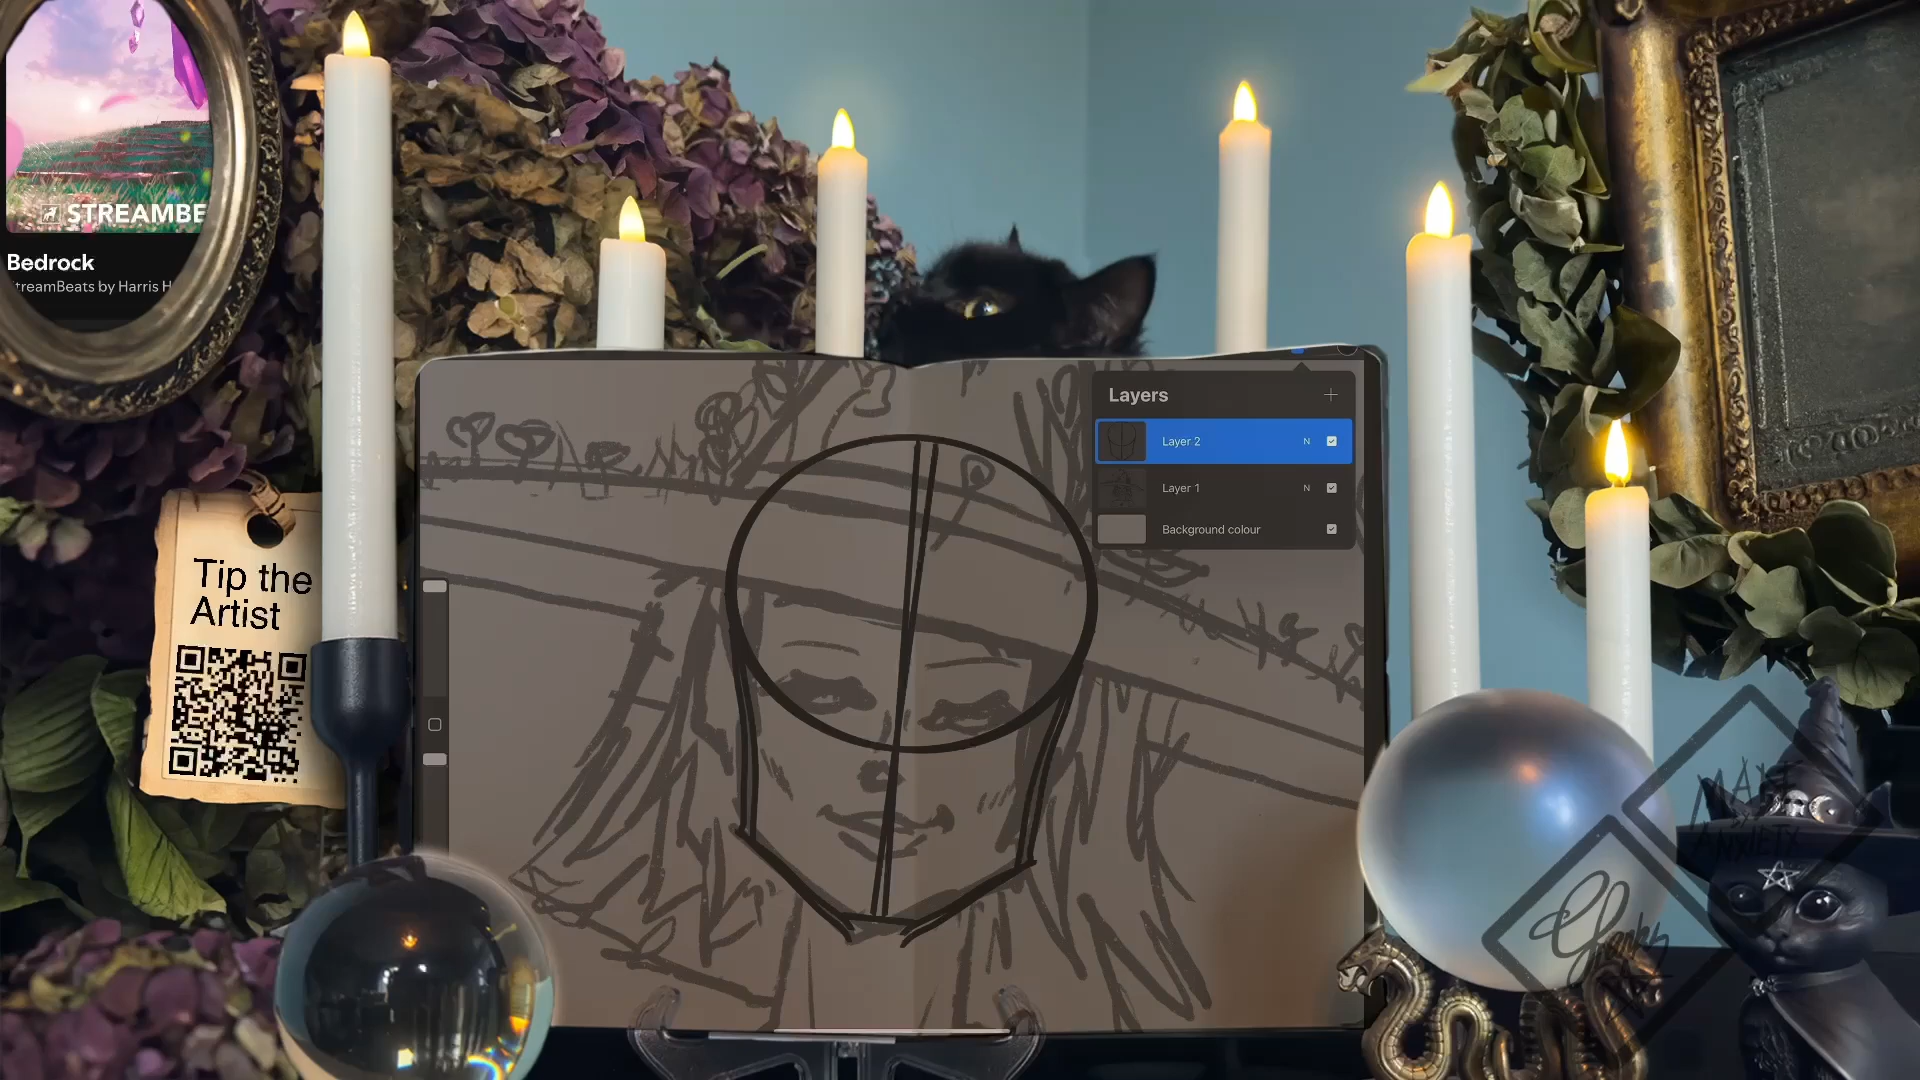 STREAMBE
Bedrock
treamBeats by Harris H
Tip the
Artist
Layers
Layer 2
N
Layer 1
N
Background colour